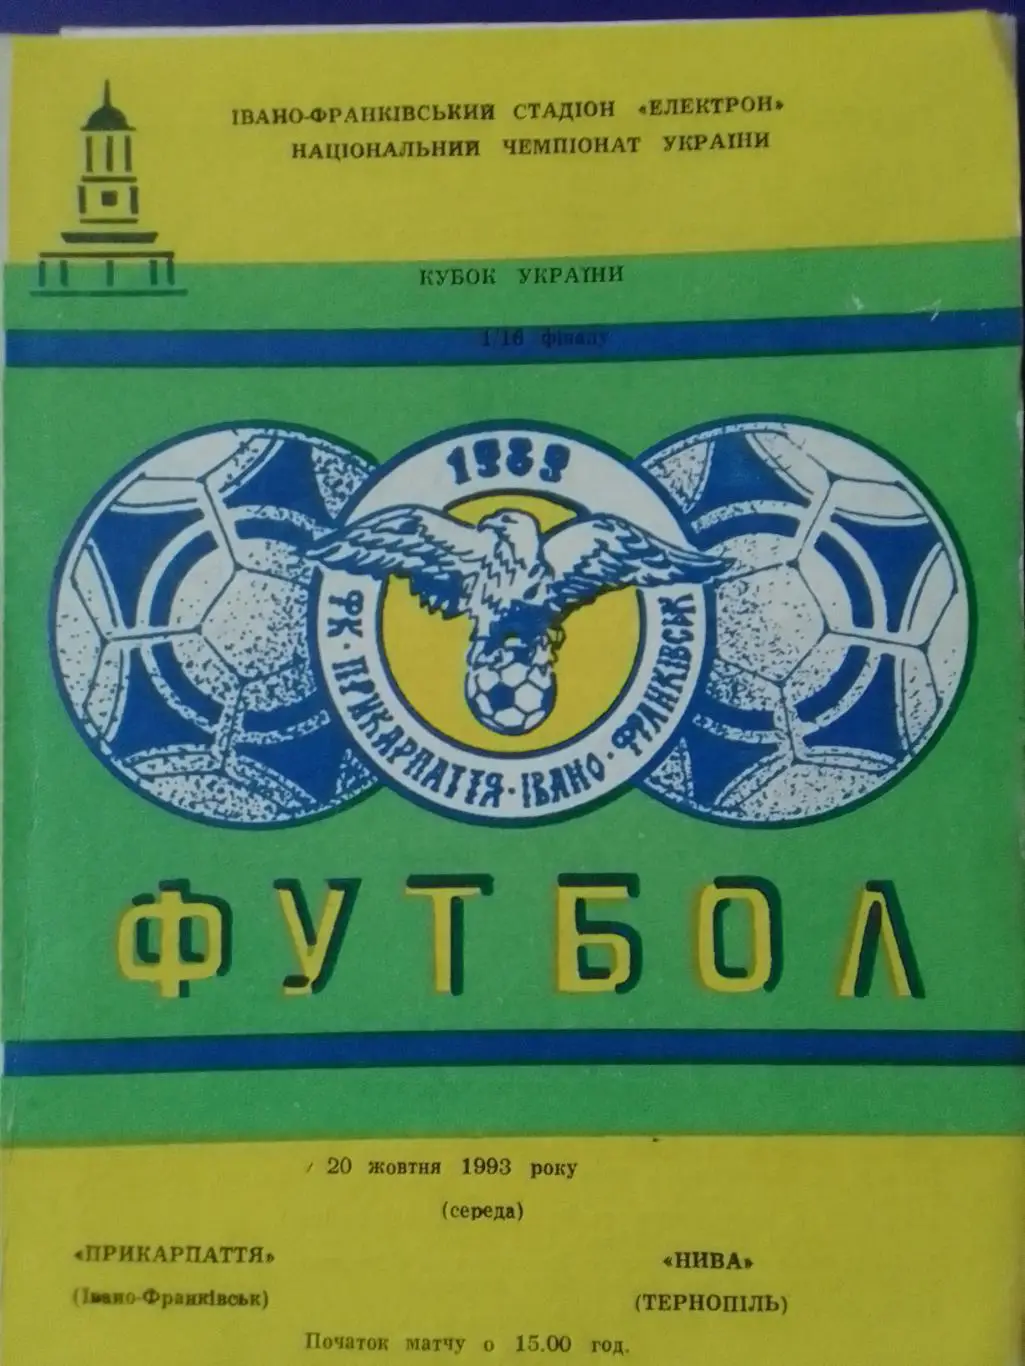 ІВАНО-ФРАНКІВСЬКИЙ СТАДІОН «ЕЛЕКТРОН»
НАЦІОНАЛЬНИЙ ЧЕМПІОНАТ УКРАЇНИ
КУБОК УКРАЇНИ
1/16 фіналу
1989
ФК · ПРИКАРПАТТЯ · ІВАНО · ФРАНКІВСЬК
ФУТБОЛ
20 жовтня 1993 року
(середа)
«ПРИКАРПАТТЯ»
(Івано-Франківськ)
«НИВА»
(ТЕРНОПІЛЬ)
Початок матчу о 15.00 год.